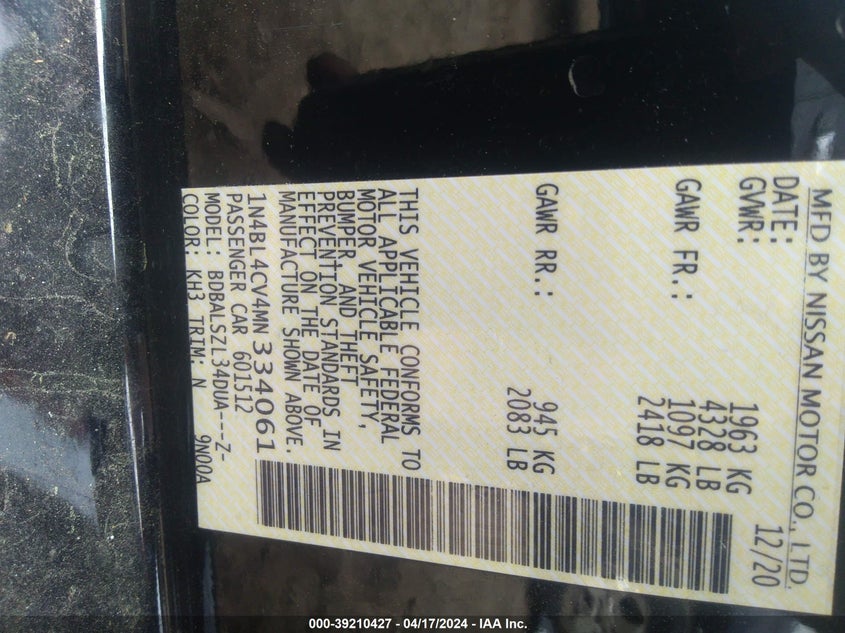 MFD BY NISSAN MOTOR CO., LTD.
DATE: 12/20
GVWR: 1963 KG
4328 LB
GAWR FR.: 1097 KG
2418 LB
GAWR RR.: 945 KG
2083 LB
THIS VEHICLE CONFORMS TO
ALL APPLICABLE FEDERAL
MOTOR VEHICLE SAFETY,
BUMPER, AND THEFT
PREVENTION STANDARDS IN
EFFECT ON THE DATE OF
MANUFACTURE SHOWN ABOVE.
1N4BL4CV4MN334061
PASSENGER CAR 601512
MODEL: BDBALSZL34DUA---Z-
COLOR: KH3 TRIM: N 9N00A
000-39210427 - 04/17/2024 - IAA Inc.